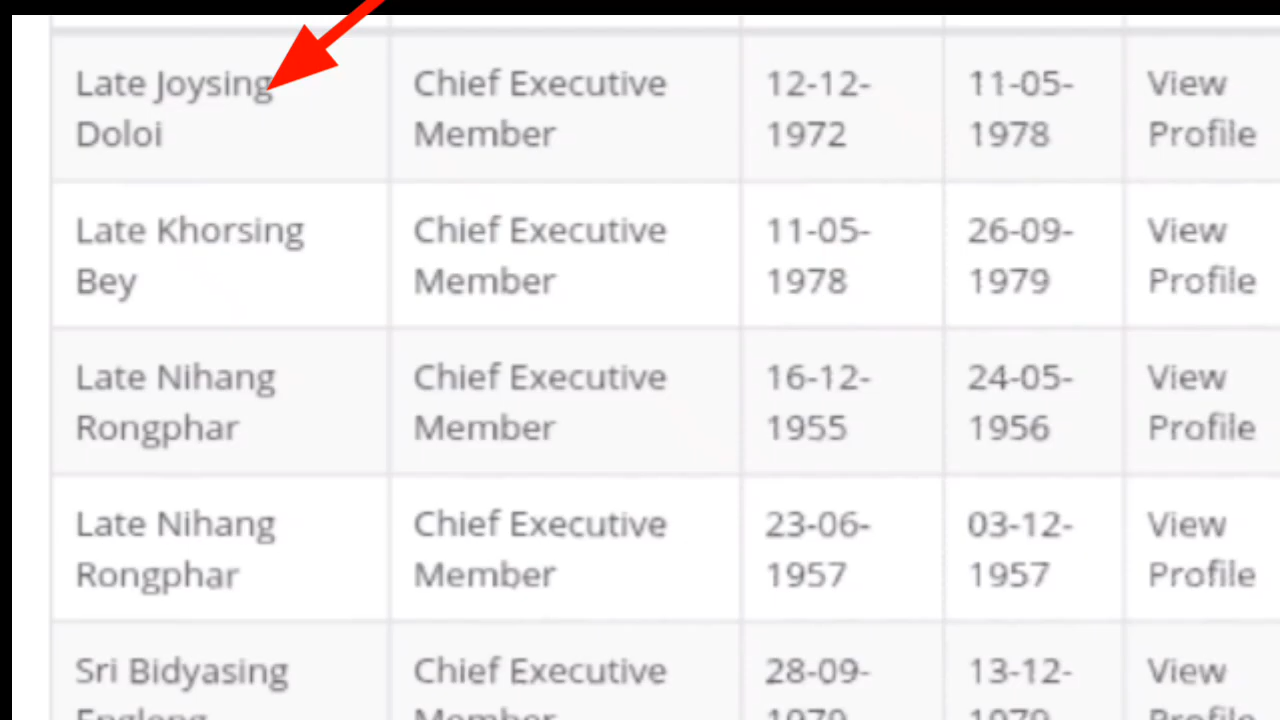 Late Joysing Doloi Chief Executive Member 12-12-1972 11-05-1978 View Profile
Late Khorsing Bey Chief Executive Member 11-05-1978 26-09-1979 View Profile
Late Nihang Rongphar Chief Executive Member 16-12-1955 24-05-1956 View Profile
Late Nihang Rongphar Chief Executive Member 23-06-1957 03-12-1957 View Profile
Sri Bidyasing Chief Executive Member 28-09- 13-12- View Profile